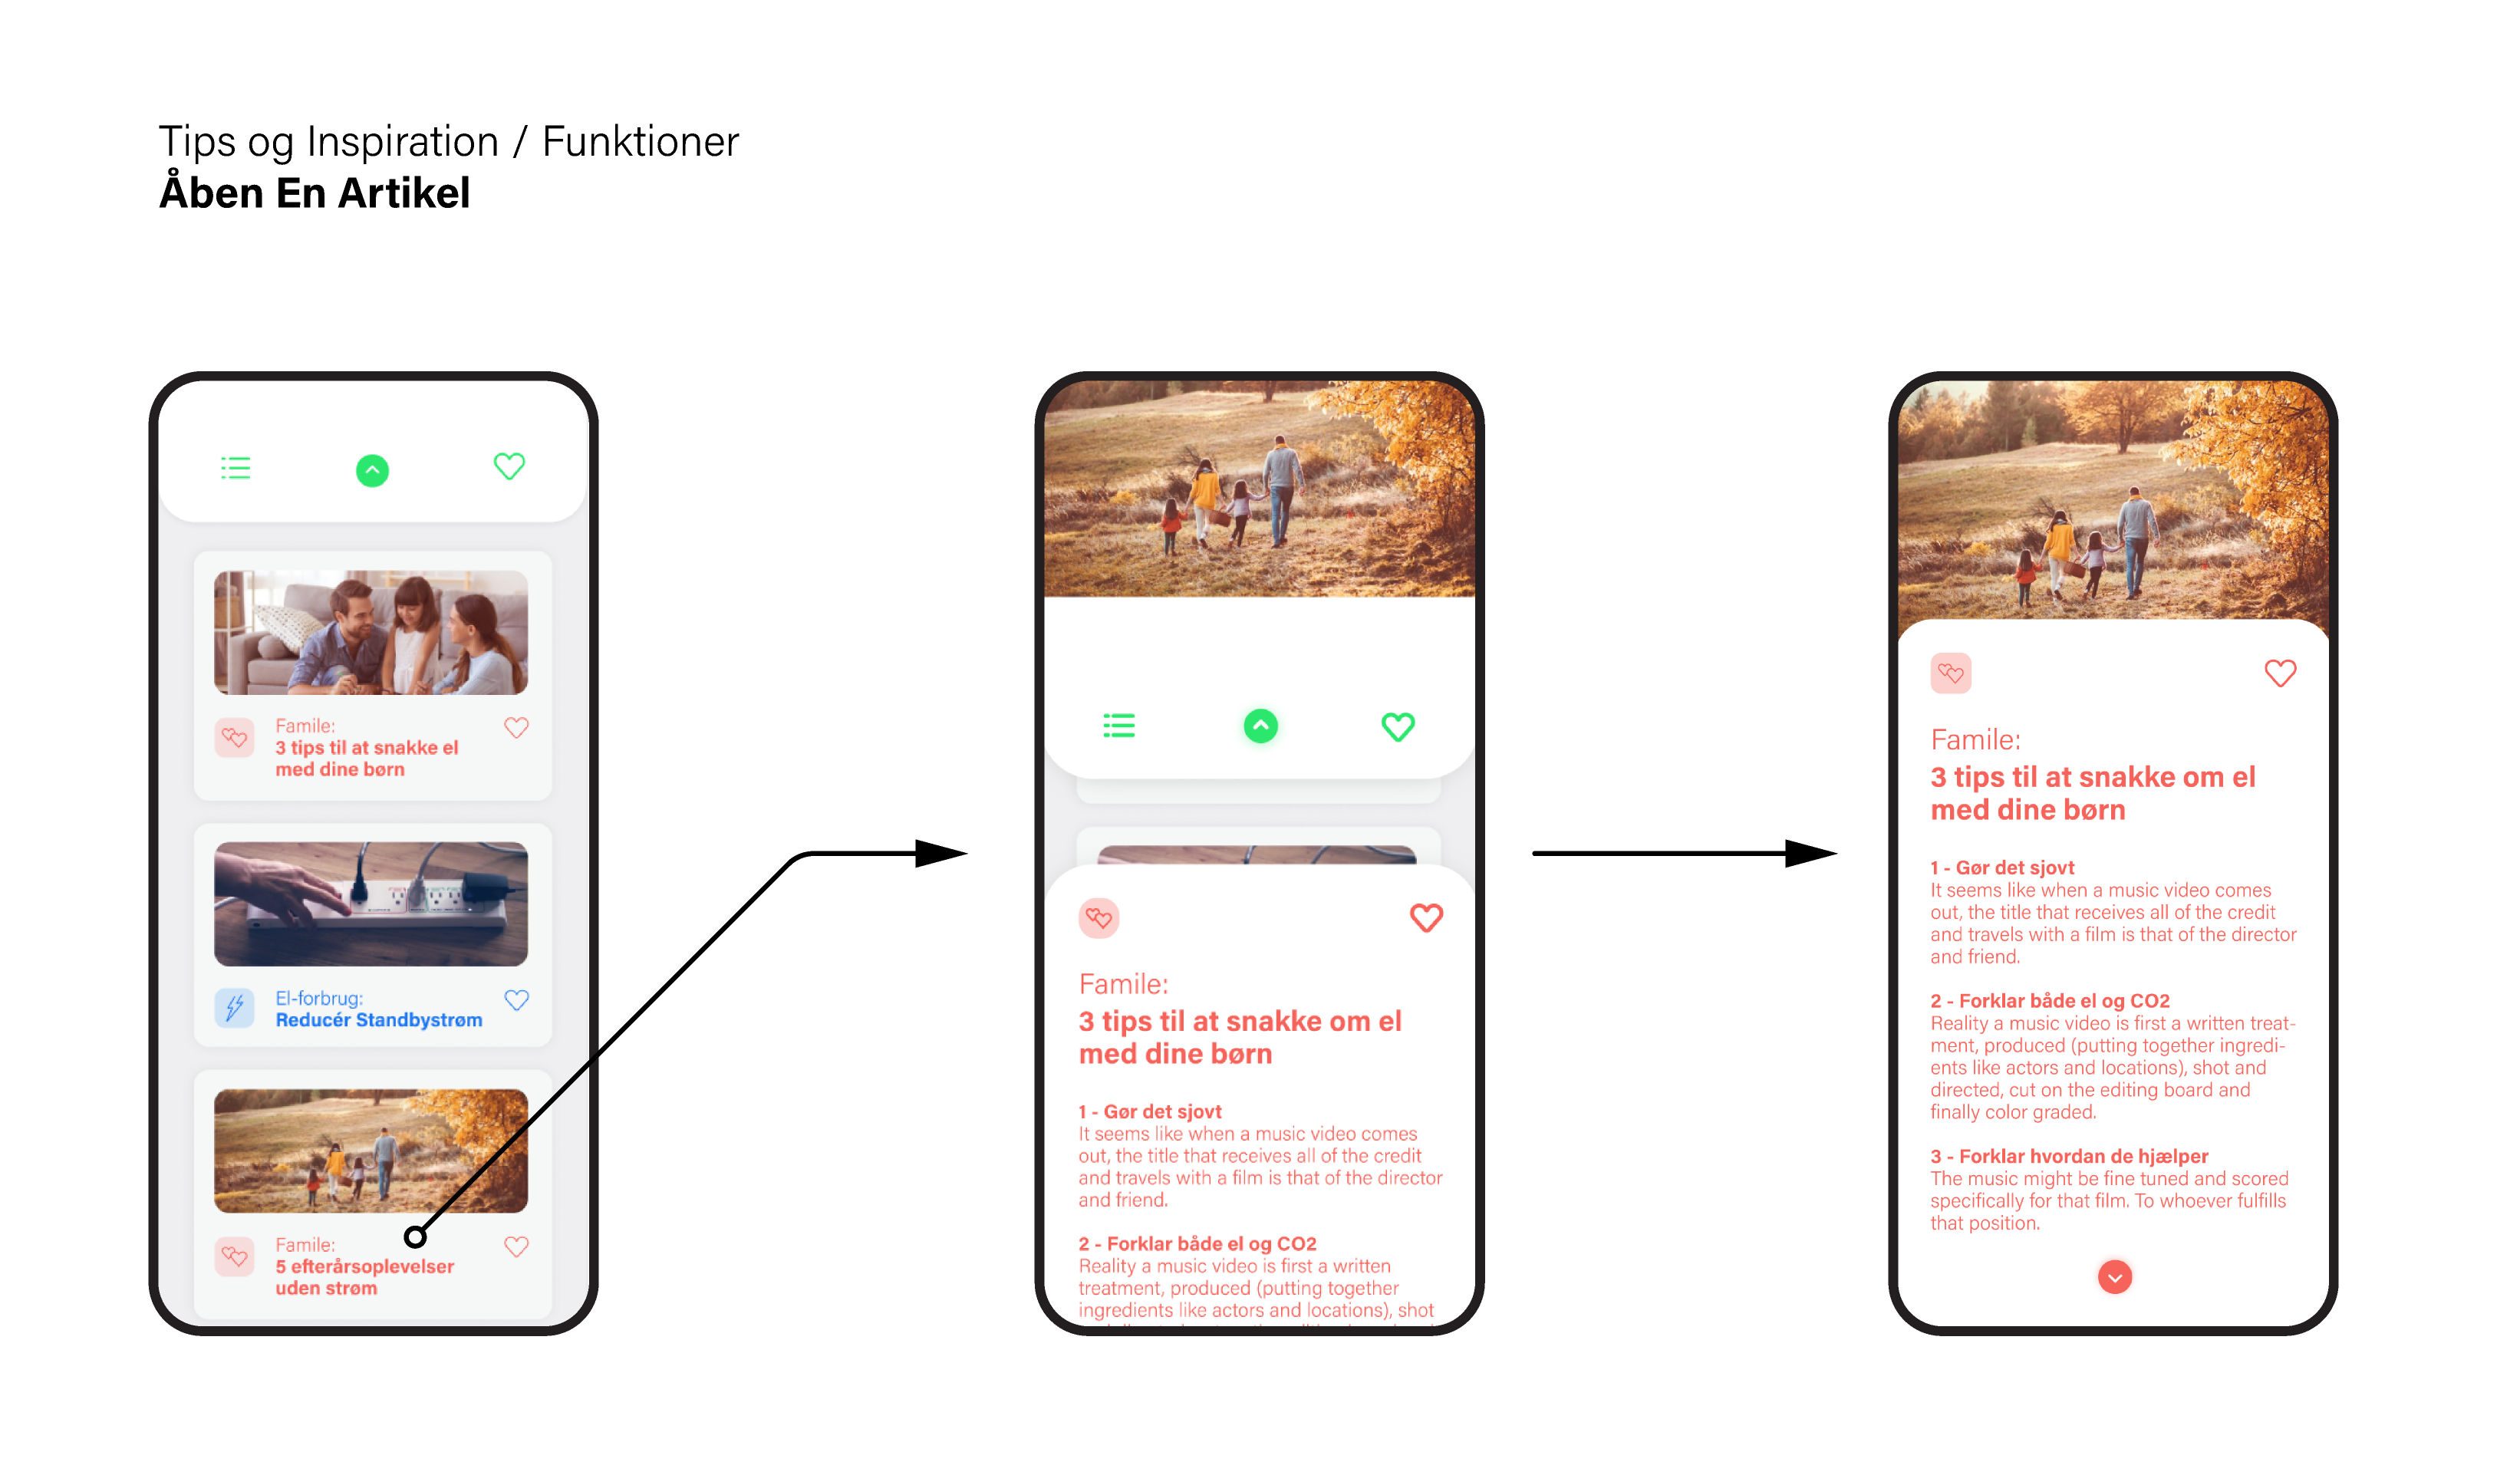 Tips og Inspiration / Funktioner
Åben En Artikel
Famile:
3 tips til at snakke el
med dine børn
El-forbrug:
Reducér Standbystrøm
Famile:
5 efterårsoplevelser
uden strøm
Famile:
3 tips til at snakke om el
med dine børn
1 - Gør det sjovt
It seems like when a music video comes
out, the title that receives all of the credit
and travels with a film is that of the director
and friend.
2 - Forklar både el og CO2
Reality a music video is first a written
treatment, produced (putting together
ingredients like actors and locations), shot
Famile:
3 tips til at snakke om el
med dine børn
1 - Gør det sjovt
It seems like when a music video comes
out, the title that receives all of the credit
and travels with a film is that of the director
and friend.
2 - Forklar både el og CO2
Reality a music video is first a written treat-
ment, produced (putting together ingredi-
ents like actors and locations), shot and
directed, cut on the editing board and
finally color graded.
3 - Forklar hvordan de hjælper
The music might be fine tuned and scored
specifically for that film. To whoever fulfills
that position.